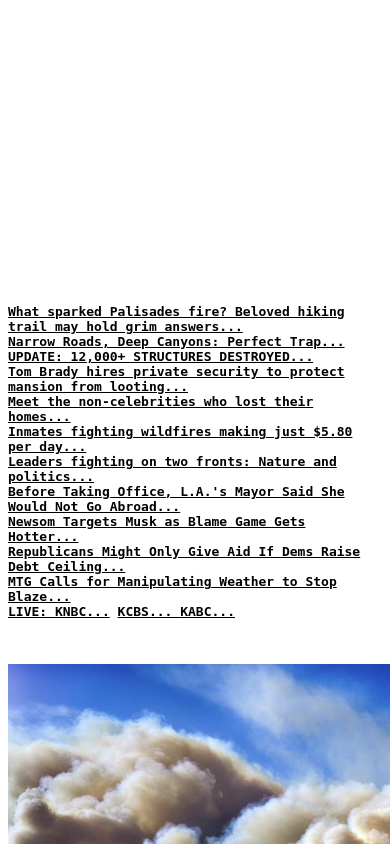 What sparked Palisades fire? Beloved hiking
trail may hold grim answers...
Narrow Roads, Deep Canyons: Perfect Trap...
UPDATE: 12,000+ STRUCTURES DESTROYED...
Tom Brady hires private security to protect
mansion from looting...
Meet the non-celebrities who lost their
homes...
Inmates fighting wildfires making just $5.80
per day...
Leaders fighting on two fronts: Nature and
politics...
Before Taking Office, L.A.'s Mayor Said She
Would Not Go Abroad...
Newsom Targets Musk as Blame Game Gets
Hotter...
Republicans Might Only Give Aid If Dems Raise
Debt Ceiling...
MTG Calls for Manipulating Weather to Stop
Blaze...
LIVE: KNBC... KCBS... KABC...